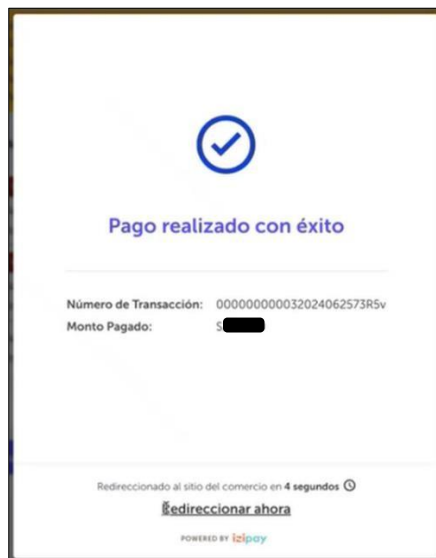 Pago realizado con éxito
Número de Transacción: 000000000032024062573R5v
Monto Pagado: S
Redireccionado al sitio del comercio en 4 segundos
Redireccionar ahora
POWERED BY izipay